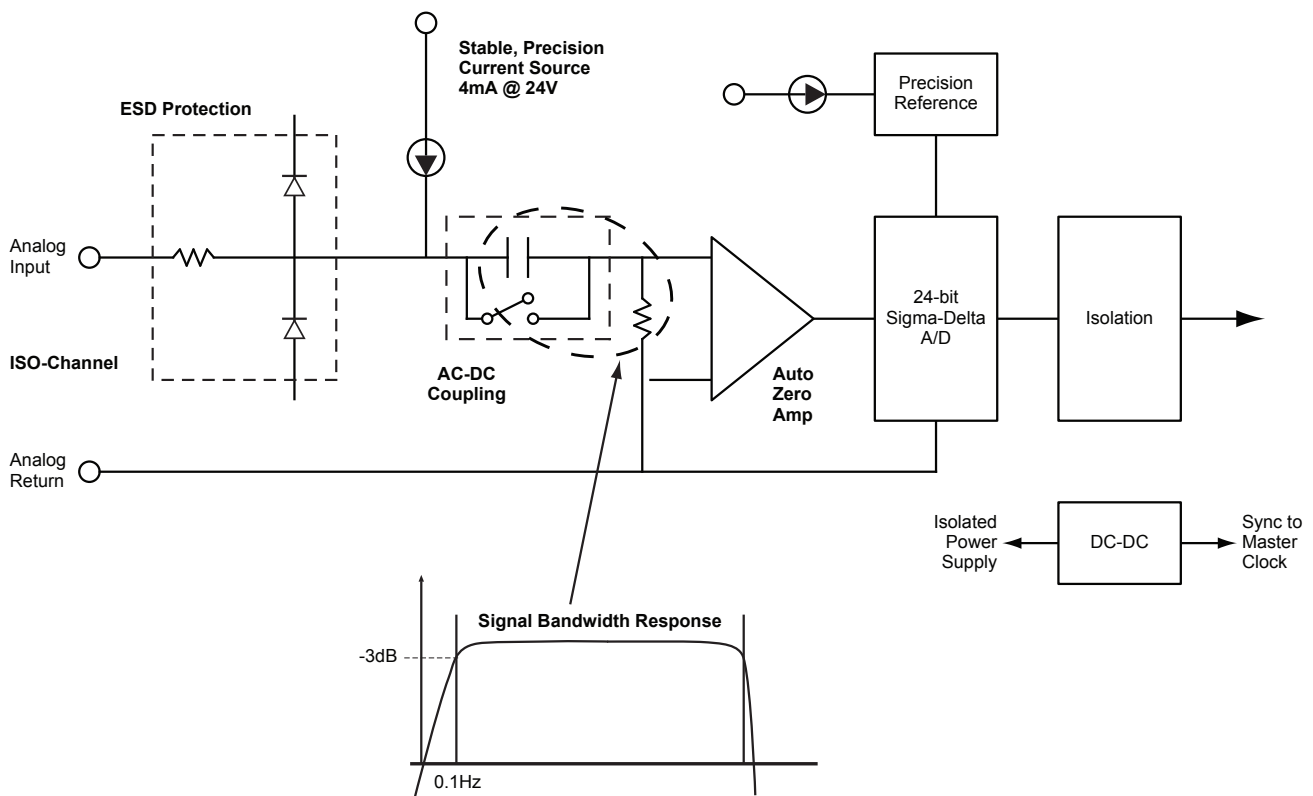 Stable, Precision
Current Source
4mA @ 24V
Precision
Reference
ESD Protection
Analog
Input
24-bit
Sigma-Delta
A/D
Isolation
ISO-Channel
AC-DC
Coupling
Auto
Zero
Amp
Analog
Return
Isolated
Power
Supply
DC-DC
Sync to
Master
Clock
Signal Bandwidth Response
-3dB
0.1Hz